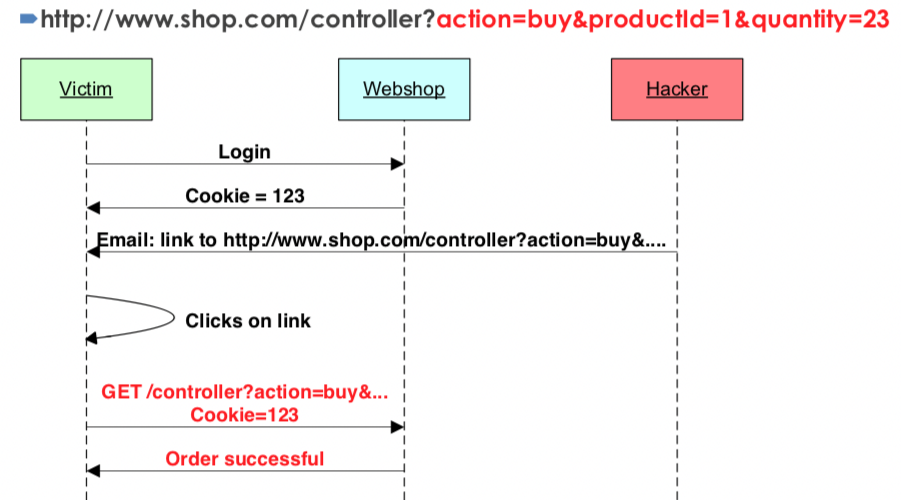 http://www.shop.com/controller?action=buy&productId=1&quantity=23
Victim
Webshop
Hacker
Login
Cookie = 123
Email: link to http://www.shop.com/controller?action=buy&....
Clicks on link
GET /controller?action=buy&...
Cookie=123
Order successful